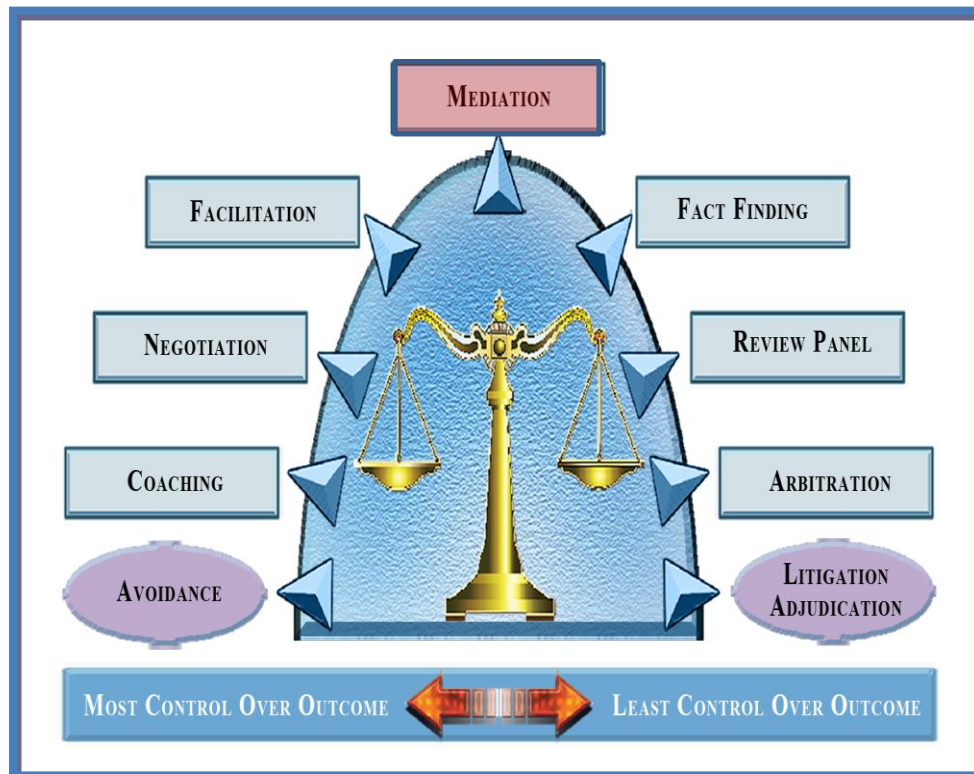 MEDIATION
FACILITATION
FACT FINDING
NEGOTIATION
REVIEW PANEL
COACHING
ARBITRATION
AVOIDANCE
LITIGATION
ADJUDICATION
MOST CONTROL OVER OUTCOME
LEAST CONTROL OVER OUTCOME